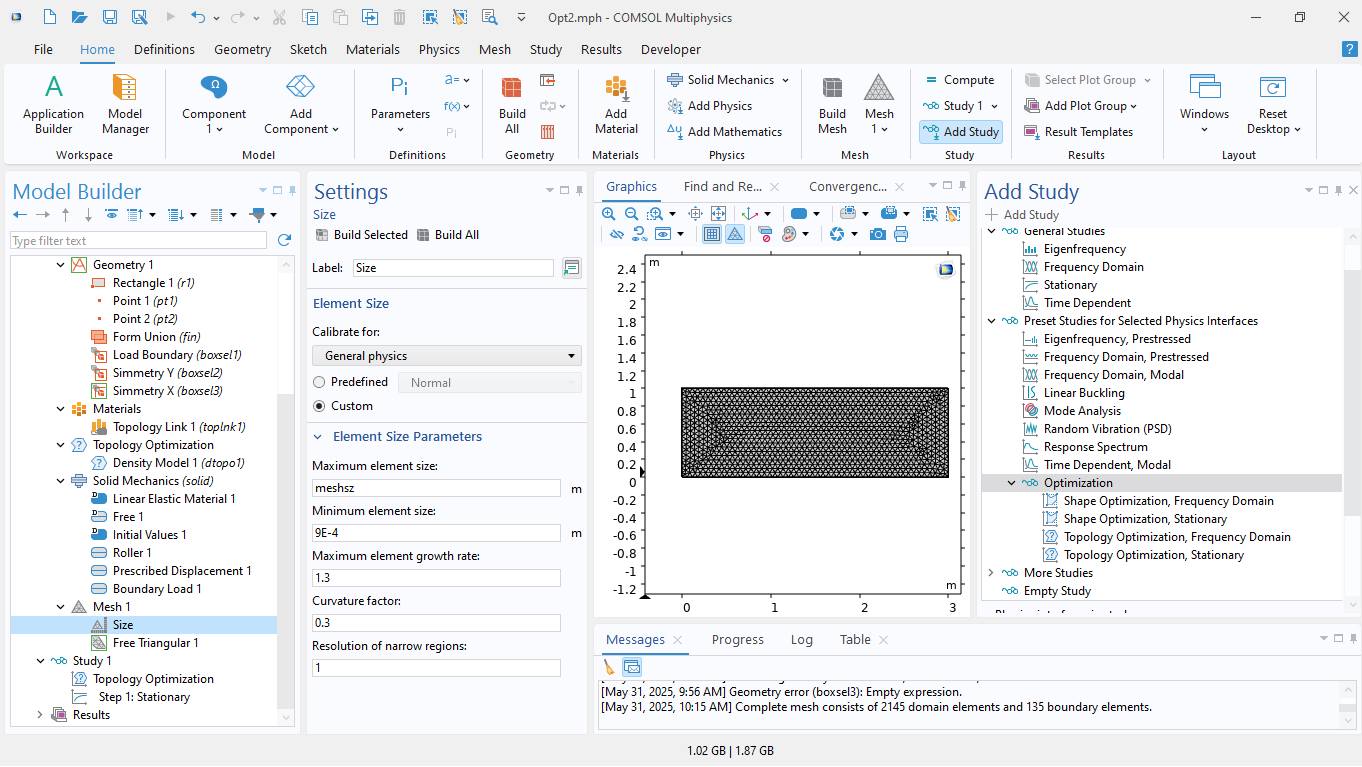 Opt2.mph - COMSOL Multiphysics
File Home Definitions Geometry Sketch Materials Physics Mesh Study Results Developer
?
A
Application Builder
Model Manager
Workspace
Component 1
Add Component
Model
Pi
Parameters
a=
f(x)
Pi
Definitions
Build All
Geometry
Add Material
Materials
Solid Mechanics
Add Physics
Add Mathematics
Physics
Build Mesh
Mesh 1
Mesh
Compute
Study 1
Add Study
Study
Select Plot Group
Add Plot Group
Result Templates
Results
Windows
Reset Desktop
Layout
Model Builder
Type filter text
Geometry 1
Rectangle 1 (r1)
Point 1 (pt1)
Point 2 (pt2)
Form Union (fin)
Load Boundary (boxsel1)
Simmetry Y (boxsel2)
Simmetry X (boxsel3)
Materials
Topology Link 1 (toplnk1)
Topology Optimization
Density Model 1 (dtopo1)
Solid Mechanics (solid)
Linear Elastic Material 1
Free 1
Initial Values 1
Roller 1
Prescribed Displacement 1
Boundary Load 1
Mesh 1
Size
Free Triangular 1
Study 1
Topology Optimization
Step 1: Stationary
Results
Settings
Size
Build Selected Build All
Label: Size
Element Size
Calibrate for:
General physics
Predefined Normal
Custom
Element Size Parameters
Maximum element size:
meshsz m
Minimum element size:
9E-4 m
Maximum element growth rate:
1.3
Curvature factor:
0.3
Resolution of narrow regions:
1
Graphics Find and Re... Convergenc...
m
2.4
2.2
2
1.8
1.6
1.4
1.2
1
0.8
0.6
0.4
0.2
0
-0.2
-0.4
-0.6
-0.8
-1
-1.2
m
0 1 2 3
Messages Progress Log Table
[May 31, 2025, 9:56 AM] Geometry error (boxsel3): Empty expression.
[May 31, 2025, 10:15 AM] Complete mesh consists of 2145 domain elements and 135 boundary elements.
Add Study
Add Study
General Studies
Eigenfrequency
Frequency Domain
Stationary
Time Dependent
Preset Studies for Selected Physics Interfaces
Eigenfrequency, Prestressed
Frequency Domain, Prestressed
Frequency Domain, Modal
Linear Buckling
Mode Analysis
Random Vibration (PSD)
Response Spectrum
Time Dependent, Modal
Optimization
Shape Optimization, Frequency Domain
Shape Optimization, Stationary
Topology Optimization, Frequency Domain
Topology Optimization, Stationary
More Studies
Empty Study
1.02 GB | 1.87 GB